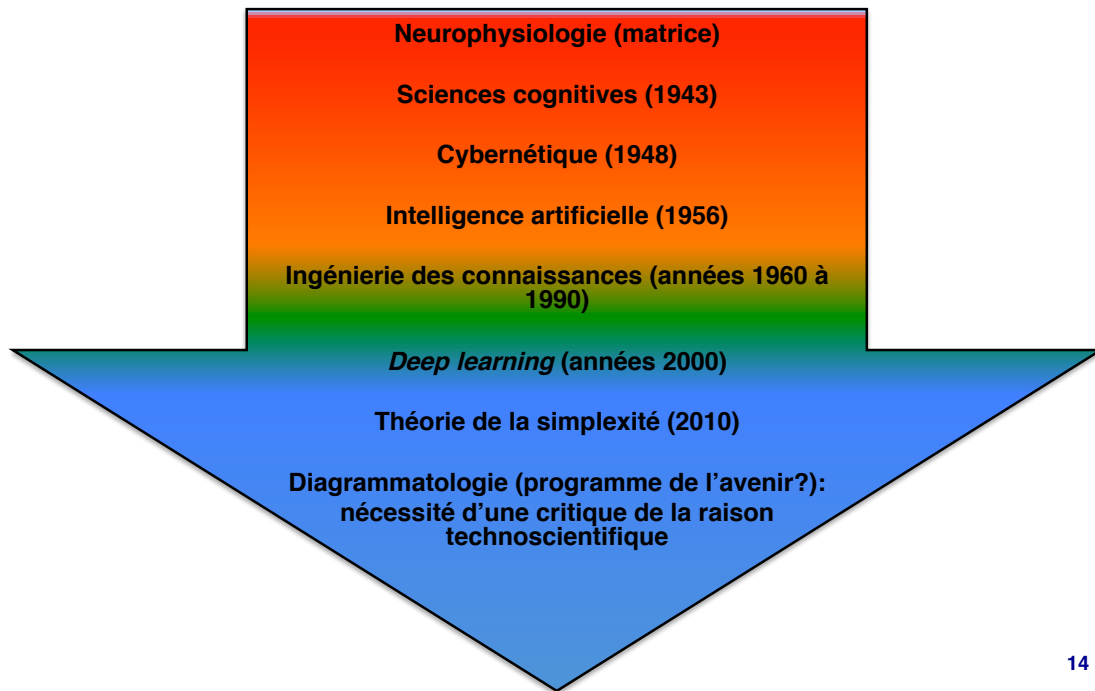 Neurophysiologie (matrice)
Sciences cognitives (1943)
Cybernétique (1948)
Intelligence artificielle (1956)
Ingénierie des connaissances (années 1960 à
1990)
Deep learning (années 2000)
Théorie de la simplexité (2010)
Diagrammatologie (programme de l'avenir?):
nécessité d'une critique de la raison
technoscientifique
14